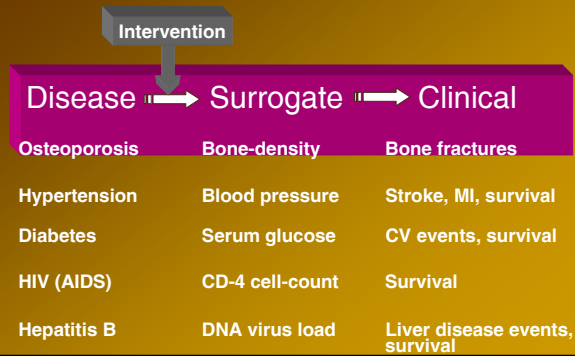 Intervention
Disease Surrogate Clinical
Osteoporosis Bone-density Bone fractures
Hypertension Blood pressure Stroke, MI, survival
Diabetes Serum glucose CV events, survival
HIV (AIDS) CD-4 cell-count Survival
Hepatitis B DNA virus load Liver disease events,
survival